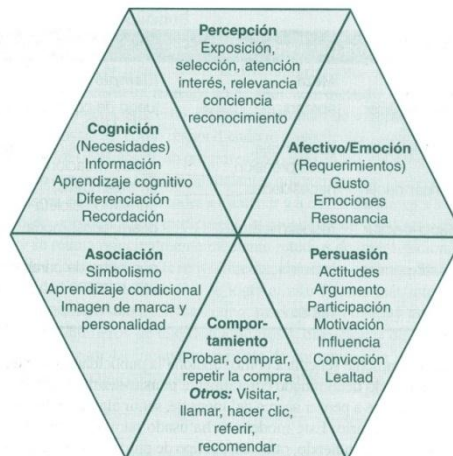 Percepción
Exposición,
selección, atención
interés, relevancia
conciencia
reconocimiento
Cognición
(Necesidades)
Información
Aprendizaje cognitivo
Diferenciación
Recordación
Afectivo/Emoción
(Requerimientos)
Gusto
Emociones
Resonancia
Asociación
Simbolismo
Aprendizaje condicional
Imagen de marca y
personalidad
Persuasión
Actitudes
Argumento
Participación
Motivación
Influencia
Convicción
Lealtad
Compor-
tamiento
Probar, comprar,
repetir la compra
Otros: Visitar,
llamar, hacer clic,
referir,
recomendar